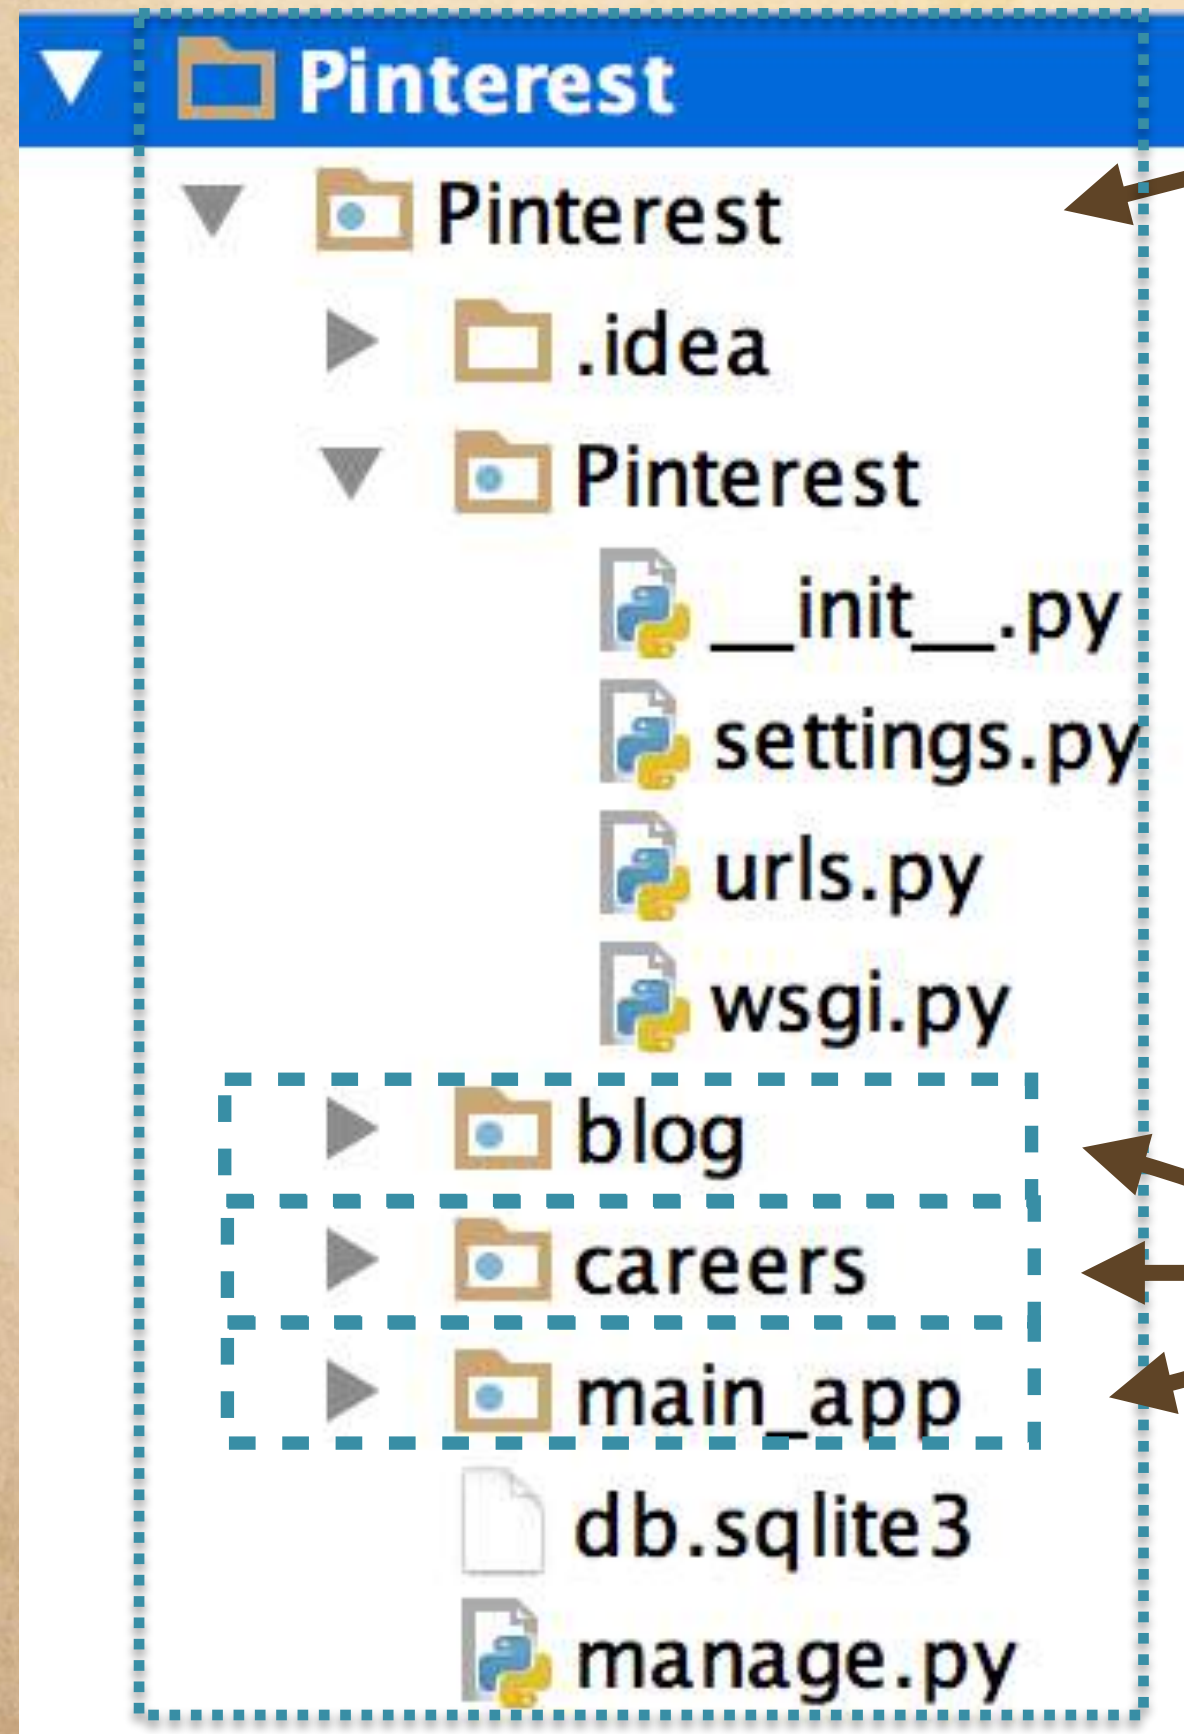 Pinterest
Pinterest
.idea
Pinterest
__init__.py
settings.py
urls.py
wsgi.py
blog
careers
main_app
db.sqlite3
manage.py